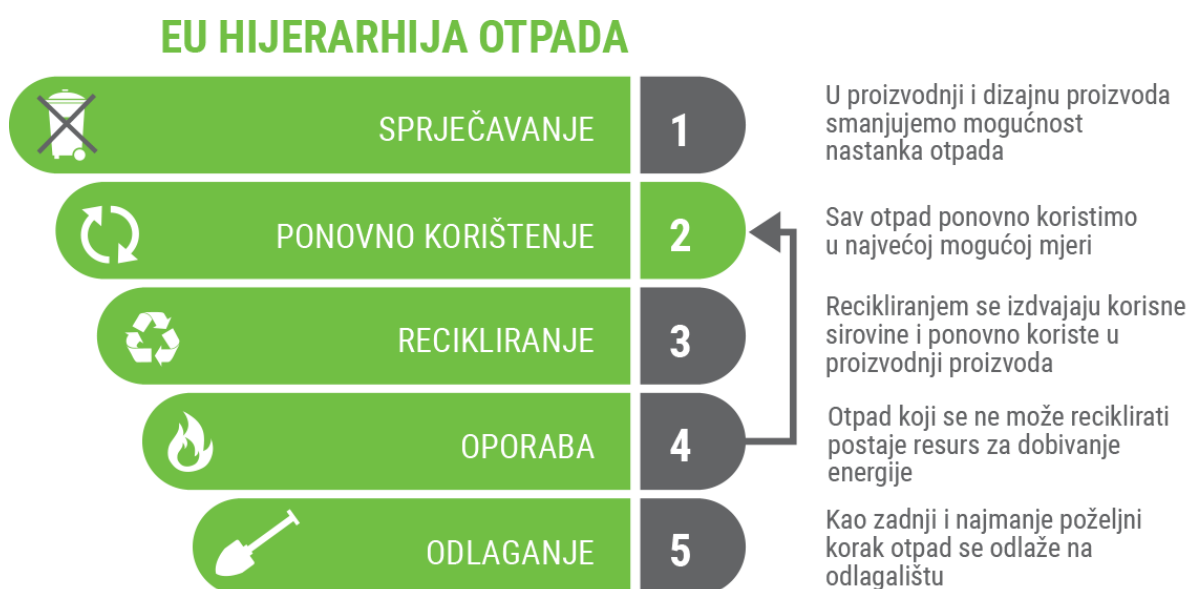 EU HIJERARHIJA OTPADA
SPRJEČAVANJE
1
U proizvodnji i dizajnu proizvoda
smanjujemo mogućnost
nastanka otpada
PONOVNO KORIŠTENJE
2
Sav otpad ponovno koristimo
u najvećoj mogućoj mjeri
RECIKLIRANJE
3
Recikliranjem se izdvajaju korisne
sirovine i ponovno koriste u
proizvodnji proizvoda
OPORABA
4
Otpad koji se ne može reciklirati
postaje resurs za dobivanje
energije
ODLAGANJE
5
Kao zadnji i najmanje poželjni
korak otpad se odlaže na
odlagalištu